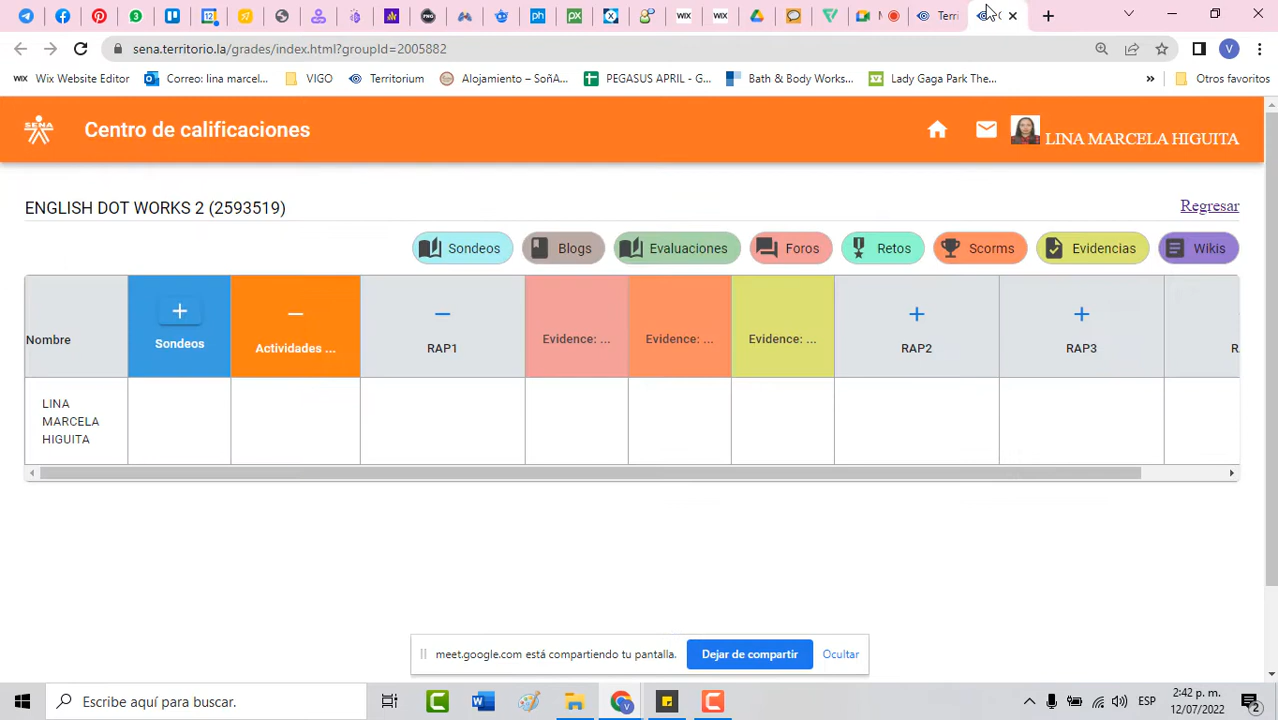 Terri
sena.territorio.la/grades/index.html?groupId=2005882
V
WIX Wix Website Editor
Correo: lina marcel...
VIGO
Territorium
Alojamiento – SoñA...
PEGASUS APRIL - G...
Bath & Body Works...
Lady Gaga Park The...
»
Otros favoritos
SENA
Centro de calificaciones
LINA MARCELA HIGUITA
ENGLISH DOT WORKS 2 (2593519)
Regresar
Sondeos
Blogs
Evaluaciones
Foros
Retos
Scorms
Evidencias
Wikis
Nombre
Sondeos
Actividades ...
RAP1
Evidence: ...
Evidence: ...
Evidence: ...
RAP2
RAP3
LINA
MARCELA
HIGUITA
meet.google.com está compartiendo tu pantalla.
Dejar de compartir
Ocultar
Escribe aquí para buscar.
ESP
2:42 p. m.
12/07/2022
2